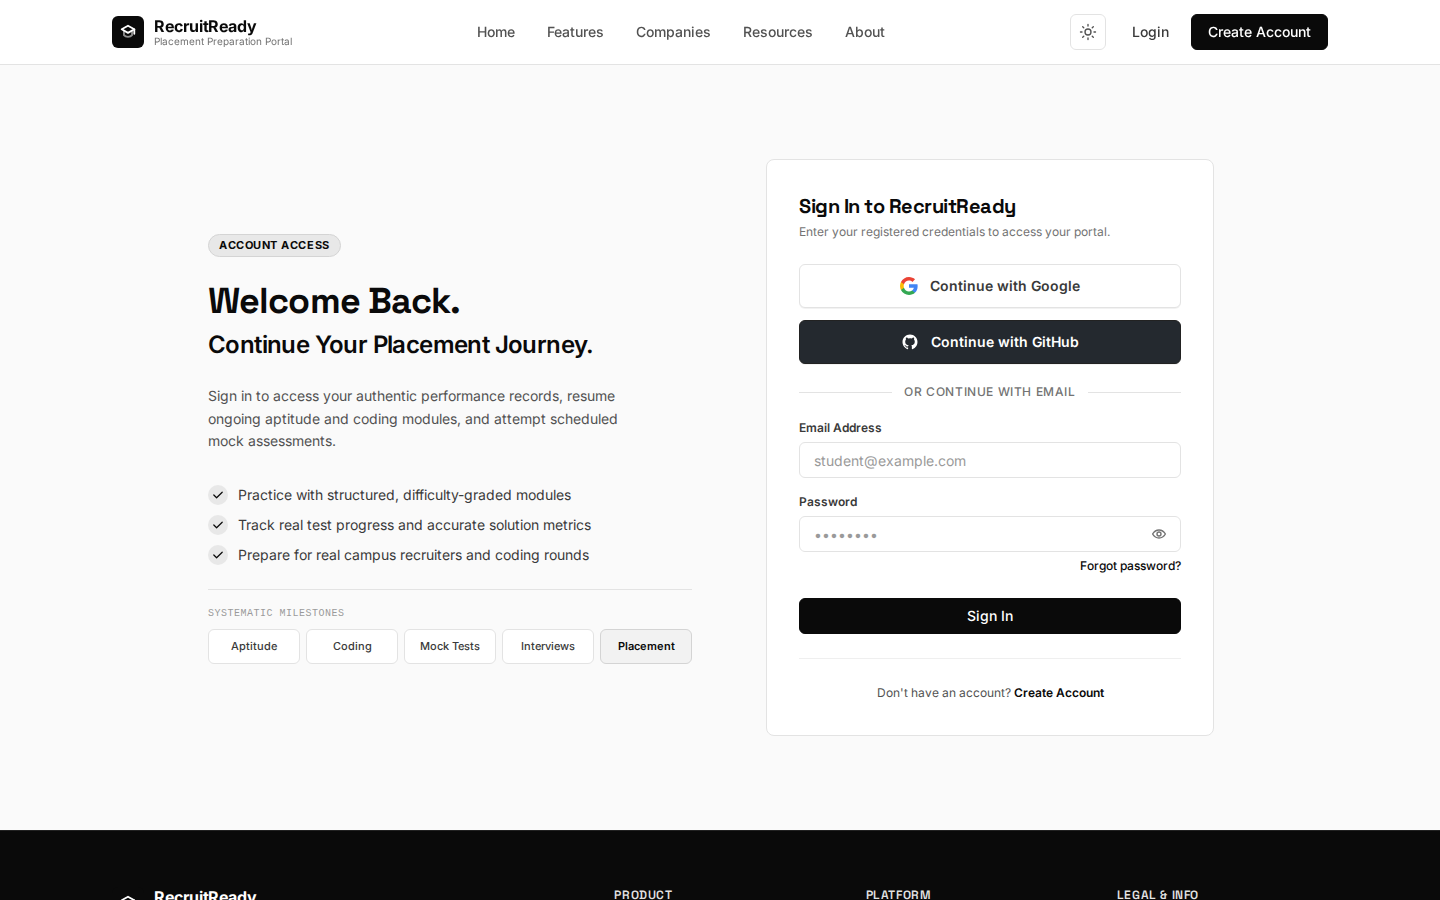 RecruitReady
Placement Preparation Portal
Home
Features
Companies
Resources
About
Login
Create Account
ACCOUNT ACCESS
Welcome Back.
Continue Your Placement Journey.
Sign in to access your authentic performance records, resume
ongoing aptitude and coding modules, and attempt scheduled
mock assessments.
Practice with structured, difficulty-graded modules
Track real test progress and accurate solution metrics
Prepare for real campus recruiters and coding rounds
SYSTEMATIC MILESTONES
Aptitude
Coding
Mock Tests
Interviews
Placement
Sign In to RecruitReady
Enter your registered credentials to access your portal.
Continue with Google
Continue with GitHub
OR CONTINUE WITH EMAIL
Email Address
student@example.com
Password
••••••••
Forgot password?
Sign In
Don't have an account? Create Account
RecruitReady
PRODUCT
PLATFORM
LEGAL & INFO